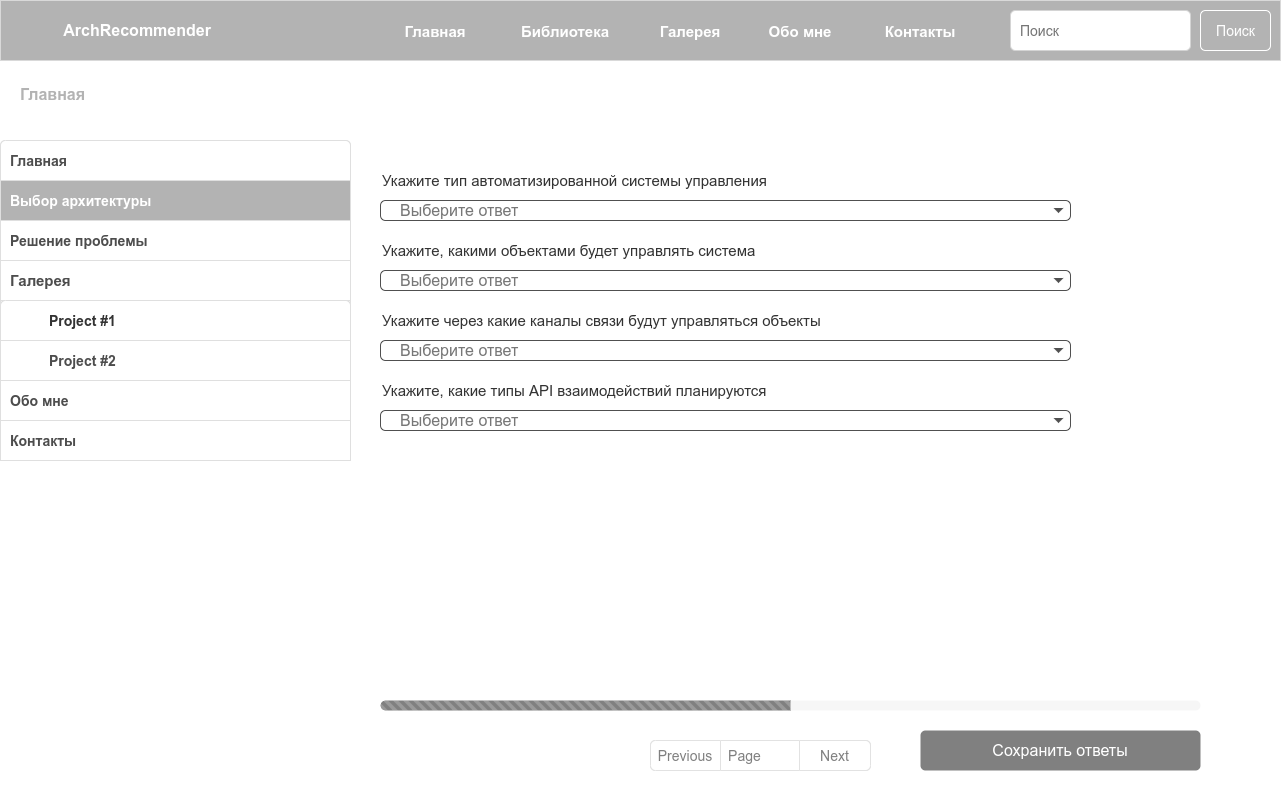 ArchRecommender Главная Библиотека Галерея Обо мне Контакты Поиск Поиск
Главная
Главная
Выбор архитектуры
Решение проблемы
Галерея
Project #1
Project #2
Обо мне
Контакты
Укажите тип автоматизированной системы управления
Выберите ответ
Укажите, какими объектами будет управлять система
Выберите ответ
Укажите через какие каналы связи будут управляться объекты
Выберите ответ
Укажите, какие типы API взаимодействий планируются
Выберите ответ
Previous Page Next
Сохранить ответы